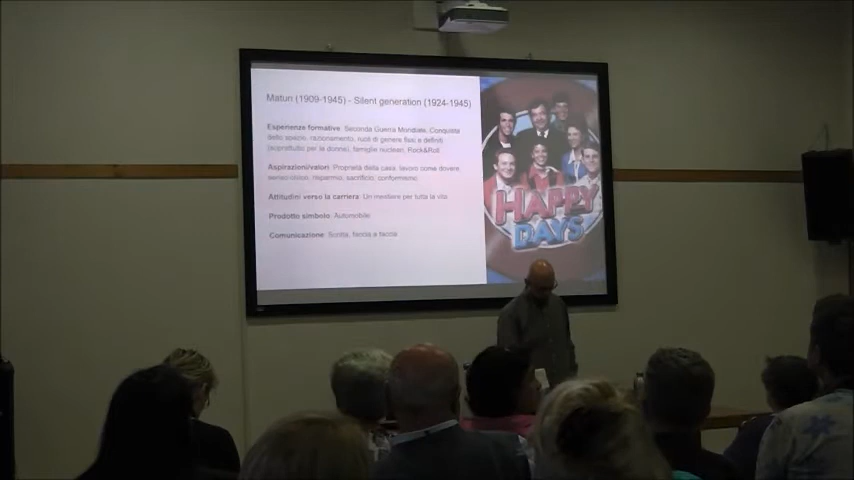 Maturi (1909-1945) - Silent generation (1924-1945)
Esperienze formative: Seconda Guerra Mondiale, Conquista
dello spazio, razionamento, ruoli di genere fissi e definiti
(soprattutto per le donne), famiglie nucleari, Rock&Roll
Aspirazioni/valori: Proprietà della casa, lavoro come dovere,
senso civico, risparmio, sacrificio, conformismo
Attitudini verso la carriera: Un mestiere per tutta la vita
Prodotto simbolo: Automobile
Comunicazione: Scritta, faccia a faccia
HAPPY
DAYS